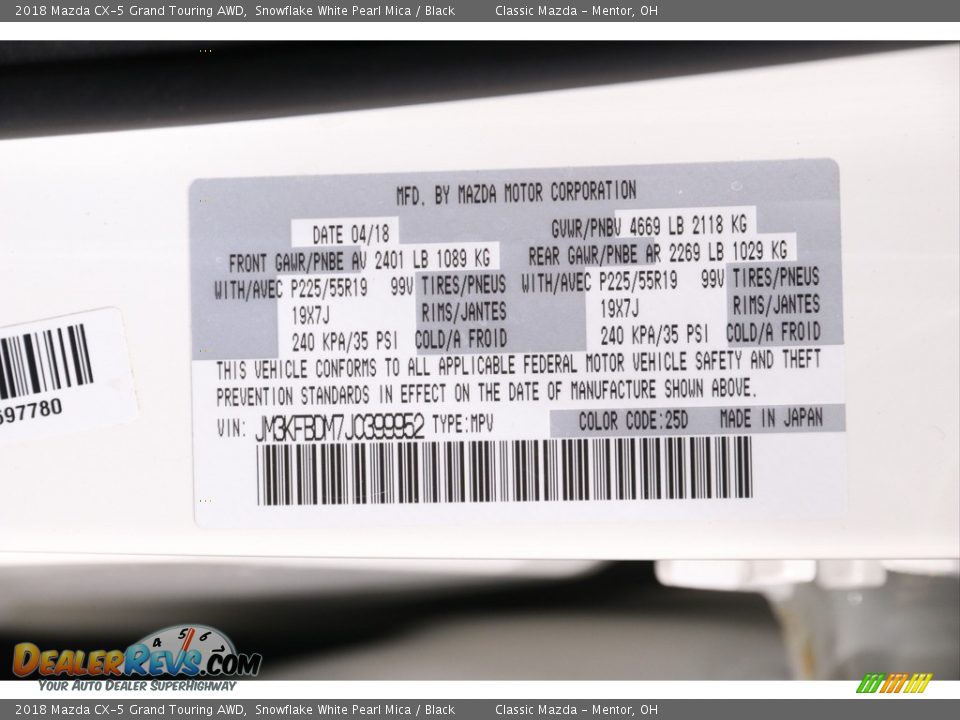 2018 Mazda CX-5 Grand Touring AWD, Snowflake White Pearl Mica / Black Classic Mazda - Mentor, OH
MFD. BY MAZDA MOTOR CORPORATION
DATE 04/18 GVWR/PNBV 4669 LB 2118 KG
FRONT GAWR/PNBE AV 2401 LB 1089 KG REAR GAWR/PNBE AR 2269 LB 1029 KG
WITH/AVEC P225/55R19 99V TIRES/PNEUS WITH/AVEC P225/55R19 99V TIRES/PNEUS
19X7J RIMS/JANTES 19X7J RIMS/JANTES
240 KPA/35 PSI COLD/A FROID 240 KPA/35 PSI COLD/A FROID
THIS VEHICLE CONFORMS TO ALL APPLICABLE FEDERAL MOTOR VEHICLE SAFETY AND THEFT
PREVENTION STANDARDS IN EFFECT ON THE DATE OF MANUFACTURE SHOWN ABOVE.
VIN: JM3KFBDM7J0399952 TYPE:MPV COLOR CODE:25D MADE IN JAPAN
597780
4 5 6
DEALERREVS.COM
YOUR AUTO DEALER SUPERHIGHWAY
2018 Mazda CX-5 Grand Touring AWD, Snowflake White Pearl Mica / Black Classic Mazda - Mentor, OH